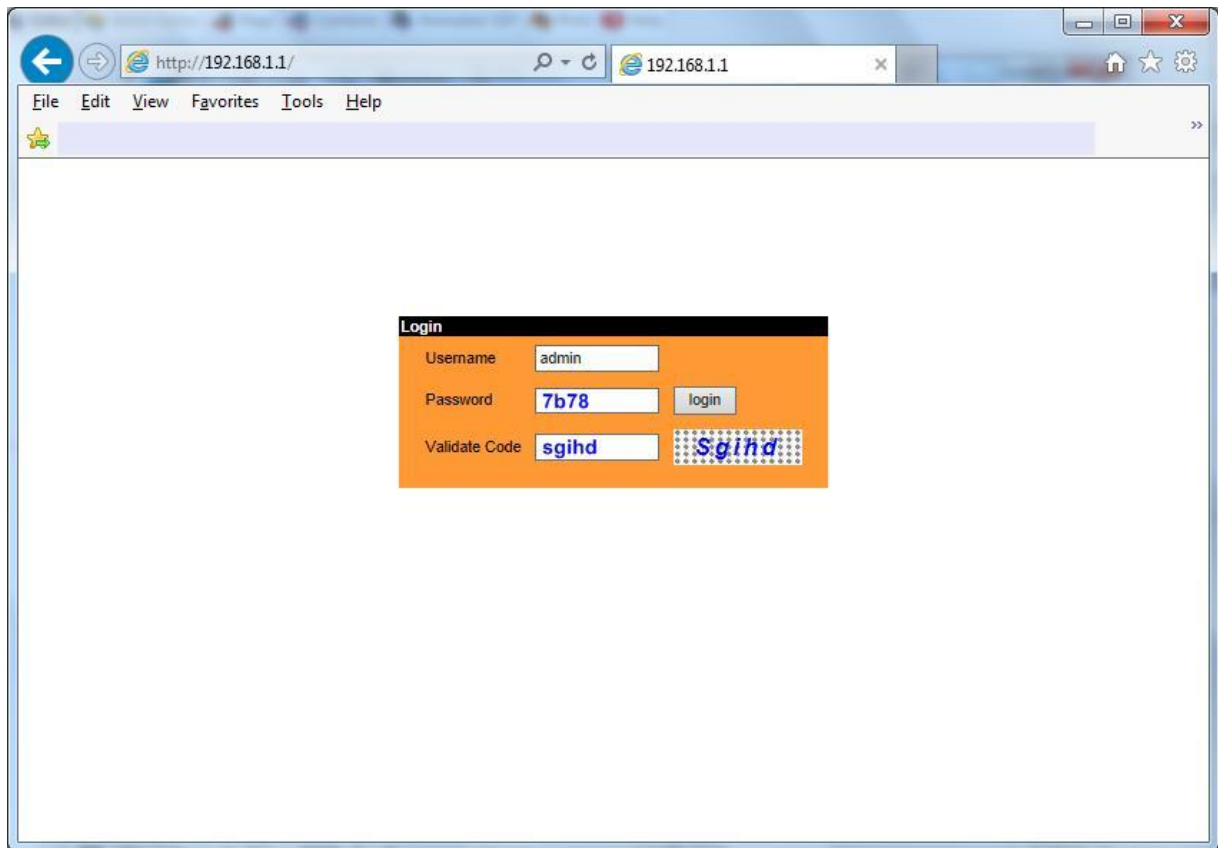 http://192.168.1.1/
192.168.1.1
File Edit View Favorites Tools Help
Login
Username admin
Password 7b78 login
Validate Code sgihd Sgihd